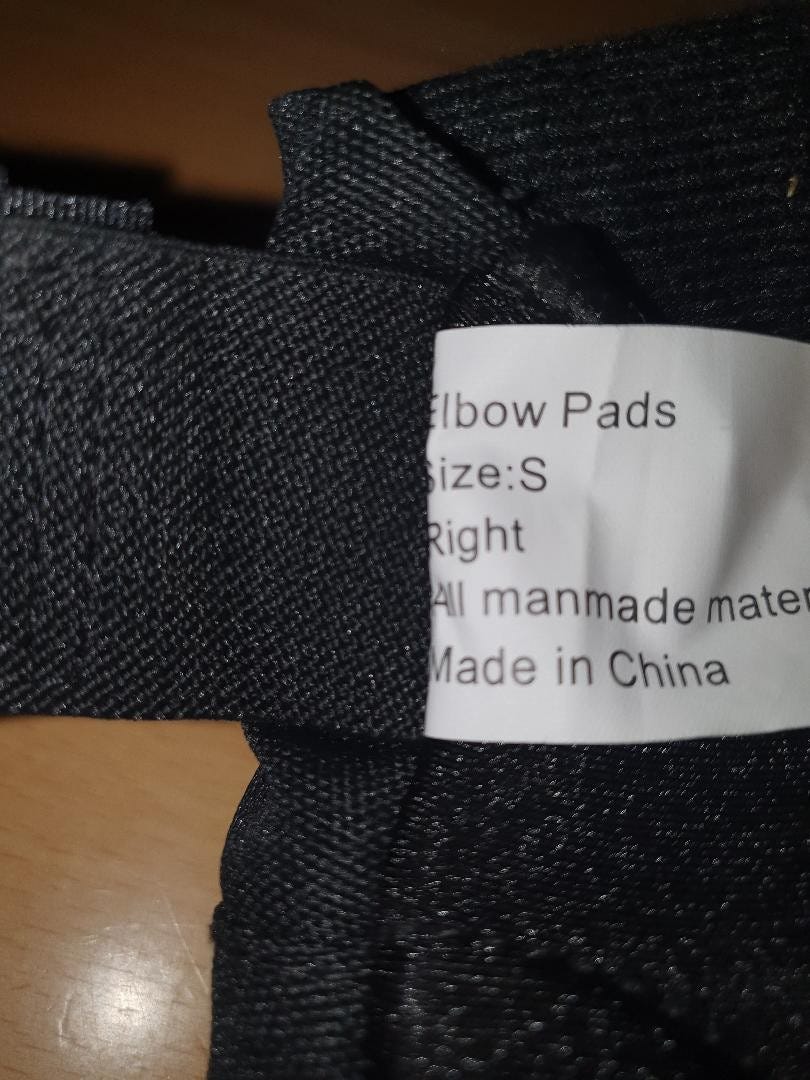 Elbow Pads
Size:S
Right
All manmade mater
Made in China